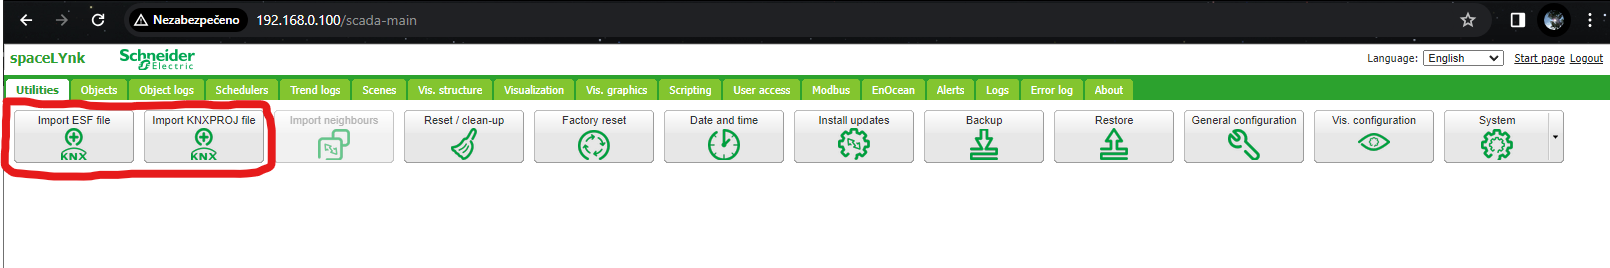 Nezabezpečeno 192.168.0.100/scada-main
spaceLYnk Schneider Electric Language: English Start page Logout
Utilities Objects Object logs Schedulers Trend logs Scenes Vis. structure Visualization Vis. graphics Scripting User access Modbus EnOcean Alerts Logs Error log About
Import ESF file Import KNXPROJ file Import neighbours Reset / clean-up Factory reset Date and time Install updates Backup Restore General configuration Vis. configuration System
KNX KNX